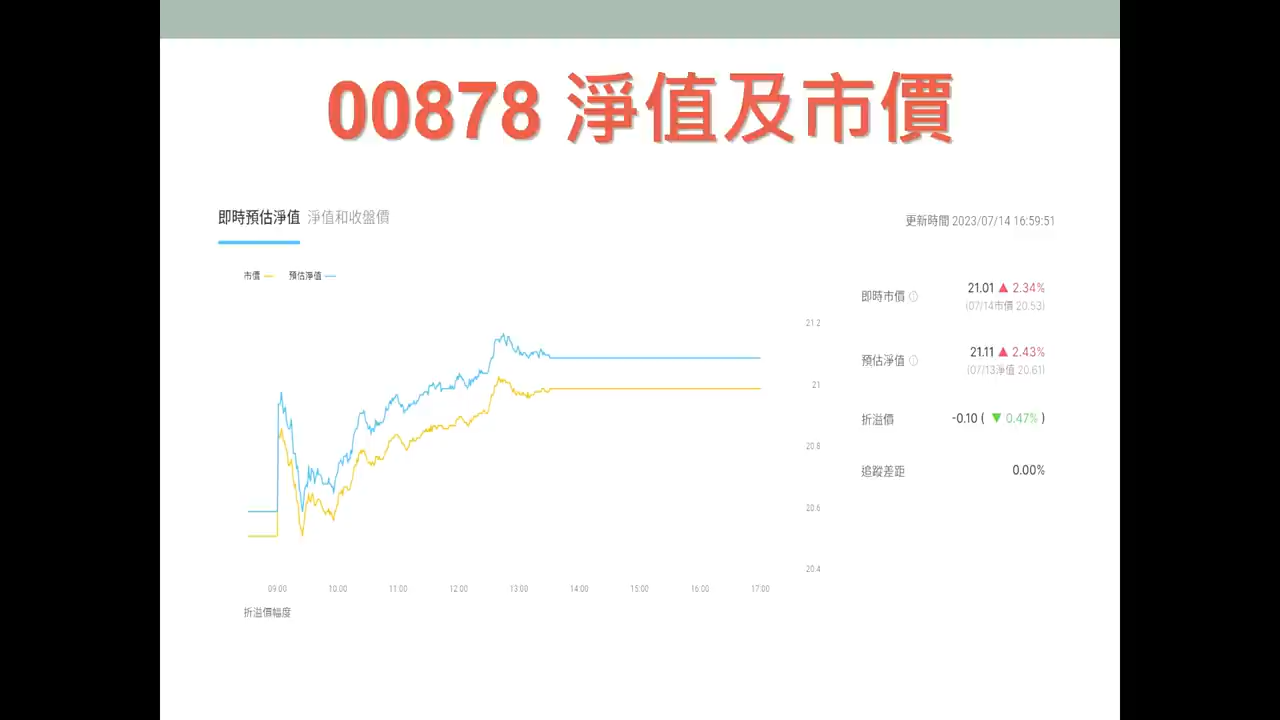 00878 淨值及市價
即時預估淨值 淨值和收盤價
更新時間 2023/07/14 16:59:51
市價 預估淨值
即時市價 21.01 ▲ 2.34%
(07/14市價 20.53)
預估淨值 21.11 ▲ 2.43%
(07/13淨值 20.61)
折溢價 -0.10 ( ▼ 0.47% )
追蹤差距 0.00%
21.2
21
20.8
20.6
20.4
09:00 10:00 11:00 12:00 13:00 14:00 15:00 16:00 17:00
折溢價幅度